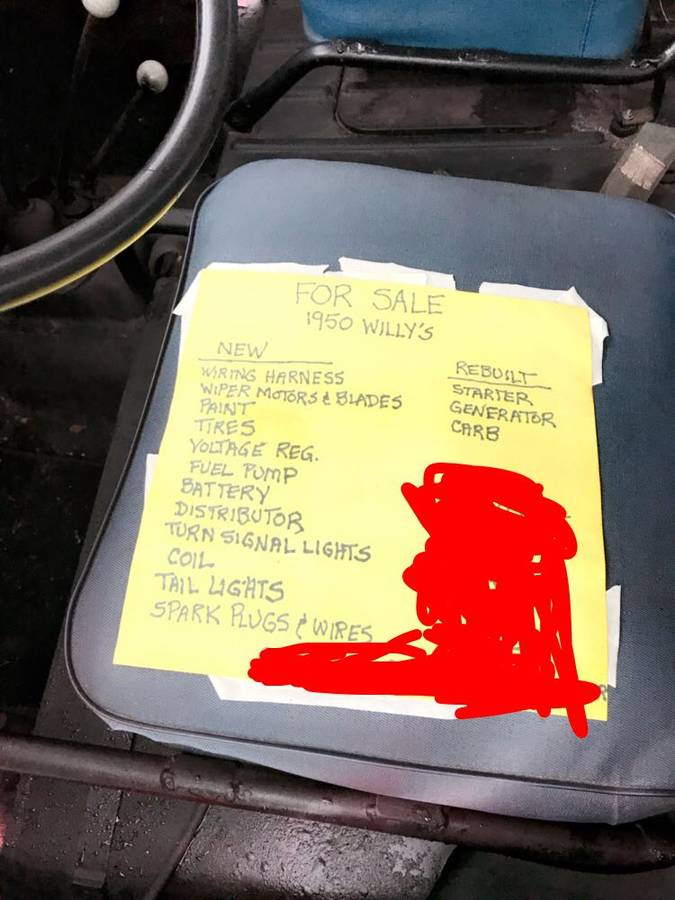 FOR SALE
1950 WILLY'S
NEW
WIRING HARNESS
WIPER MOTORS & BLADES
PAINT
TIRES
VOLTAGE REG.
FUEL PUMP
BATTERY
DISTRIBUTOR
TURN SIGNAL LIGHTS
COIL
TAIL LIGHTS
SPARK PLUGS & WIRES
REBUILT
STARTER
GENERATOR
CARB